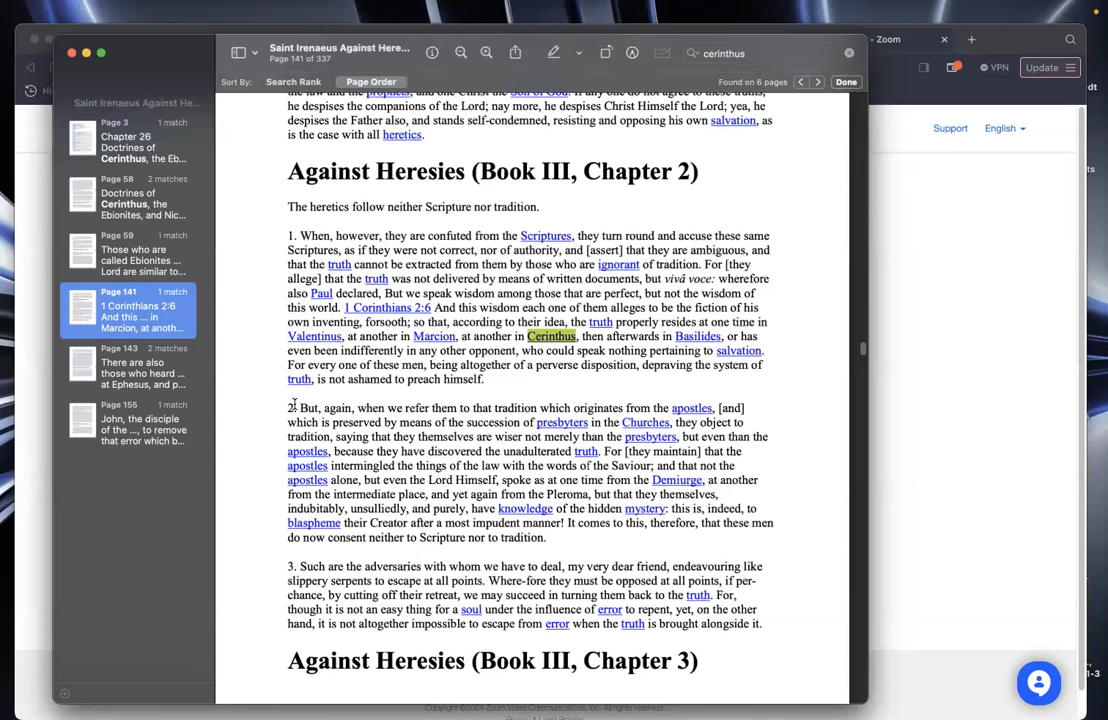 Saint Irenaeus Against Here...
Page 141 of 337
cerinthus
- Zoom
VPN
Update
Sort By: Search Rank Page Order
Found on 6 pages
Done
Support English
Saint Irenaeus Against He...
Page 3 1 match
Chapter 26
Doctrines of
Cerinthus, the Eb...
Page 58 2 matches
Doctrines of
Cerinthus, the
Ebionites, and Nic...
Page 59 1 match
Those who are
called Ebionites ...
Lord are similar to...
Page 141 1 match
1 Corinthians 2:6
And this ... in
Marcion, at anoth...
Page 143 2 matches
There are also
those who heard ...
at Ephesus, and p...
Page 155 1 match
John, the disciple
of the ..., to remove
that error which b...
the law and the prophets, and one Christ the Son of God. If any one do not agree to these truths,
he despises the companions of the Lord; nay more, he despises Christ Himself the Lord; yea, he
despises the Father also, and stands self-condemned, resisting and opposing his own salvation, as
is the case with all heretics.
Against Heresies (Book III, Chapter 2)
The heretics follow neither Scripture nor tradition.
1. When, however, they are confuted from the Scriptures, they turn round and accuse these same
Scriptures, as if they were not correct, nor of authority, and [assert] that they are ambiguous, and
that the truth cannot be extracted from them by those who are ignorant of tradition. For [they
allege] that the truth was not delivered by means of written documents, but vivâ voce: wherefore
also Paul declared, But we speak wisdom among those that are perfect, but not the wisdom of
this world. 1 Corinthians 2:6 And this wisdom each one of them alleges to be the fiction of his
own inventing, forsooth; so that, according to their idea, the truth properly resides at one time in
Valentinus, at another in Marcion, at another in Cerinthus, then afterwards in Basilides, or has
even been indifferently in any other opponent, who could speak nothing pertaining to salvation.
For every one of these men, being altogether of a perverse disposition, depraving the system of
truth, is not ashamed to preach himself.
2. But, again, when we refer them to that tradition which originates from the apostles, [and]
which is preserved by means of the succession of presbyters in the Churches, they object to
tradition, saying that they themselves are wiser not merely than the presbyters, but even than the
apostles, because they have discovered the unadulterated truth. For [they maintain] that the
apostles intermingled the things of the law with the words of the Saviour; and that not the
apostles alone, but even the Lord Himself, spoke as at one time from the Demiurge, at another
from the intermediate place, and yet again from the Pleroma, but that they themselves,
indubitably, unsulliedly, and purely, have knowledge of the hidden mystery: this is, indeed, to
blaspheme their Creator after a most impudent manner! It comes to this, therefore, that these men
do now consent neither to Scripture nor to tradition.
3. Such are the adversaries with whom we have to deal, my very dear friend, endeavouring like
slippery serpents to escape at all points. Where-fore they must be opposed at all points, if per-
chance, by cutting off their retreat, we may succeed in turning them back to the truth. For,
though it is not an easy thing for a soul under the influence of error to repent, yet, on the other
hand, it is not altogether impossible to escape from error when the truth is brought alongside it.
Against Heresies (Book III, Chapter 3)